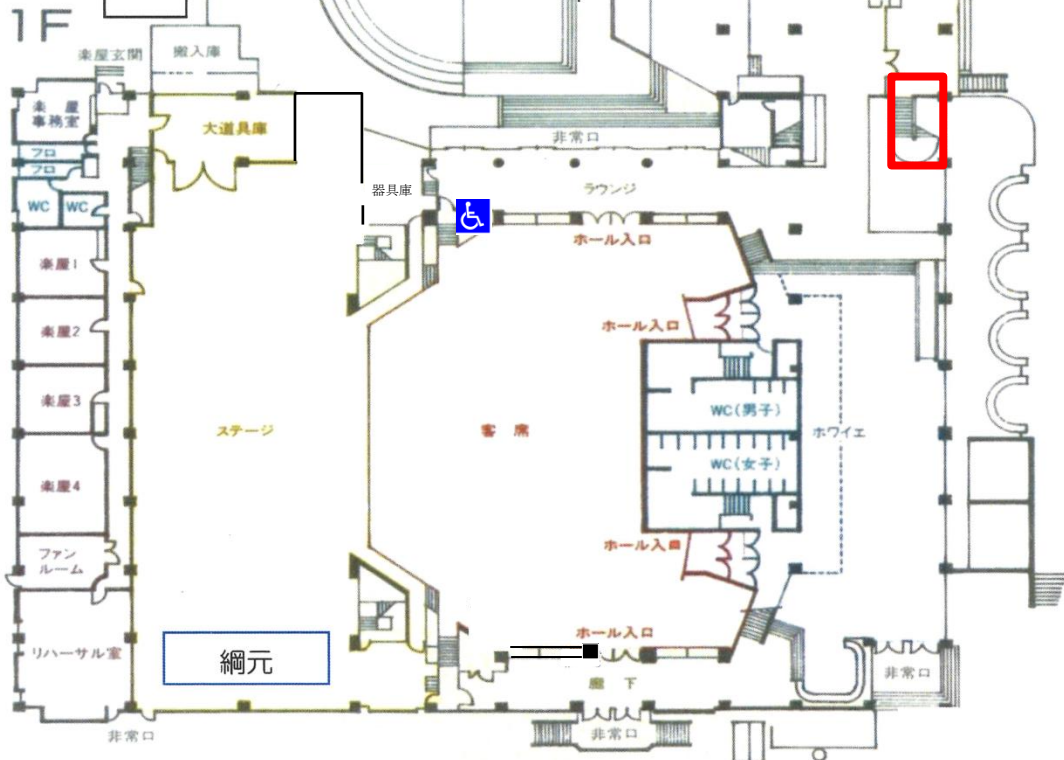 1F
楽屋玄関
搬入庫
楽屋
事務室
大道具庫
非常口
フロ
フロ
器具庫
ラウンジ
WC
WC
ホール入口
楽屋1
楽屋2
ホール入口
楽屋3
WC(男子)
ステージ
客席
ホワイエ
WC(女子)
楽屋4
ホール入口
ファン
ルーム
ホール入口
リハーサル室
綱元
廊下
非常口
非常口
非常口